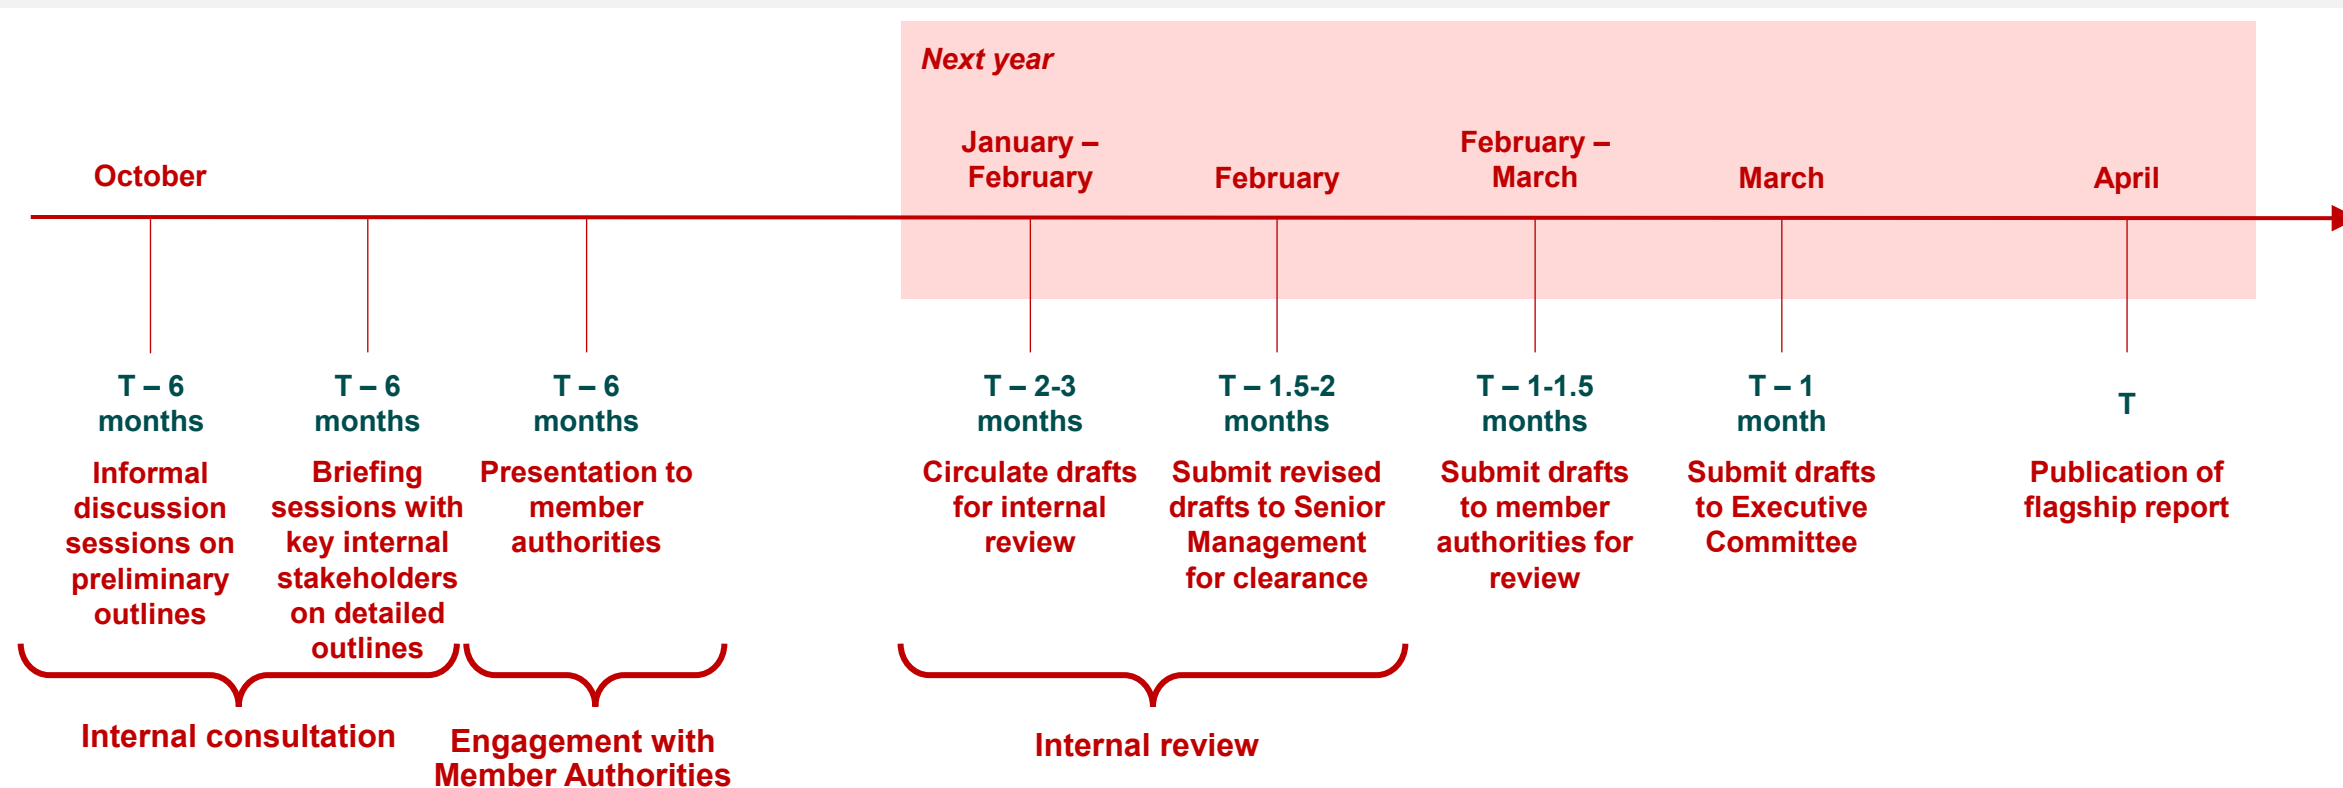 Next year
October
January –
February
February
February –
March
March
April
T – 6
months
T – 6
months
T – 6
months
T – 2-3
months
T – 1.5-2
months
T – 1-1.5
months
T – 1
month
T
Informal
discussion
sessions on
preliminary
outlines
Briefing
sessions with
key internal
stakeholders
on detailed
outlines
Presentation to
member
authorities
Circulate drafts
for internal
review
Submit revised
drafts to Senior
Management
for clearance
Submit drafts
to member
authorities for
review
Submit drafts
to Executive
Committee
Publication of
flagship report
Internal consultation
Engagement with
Member Authorities
Internal review